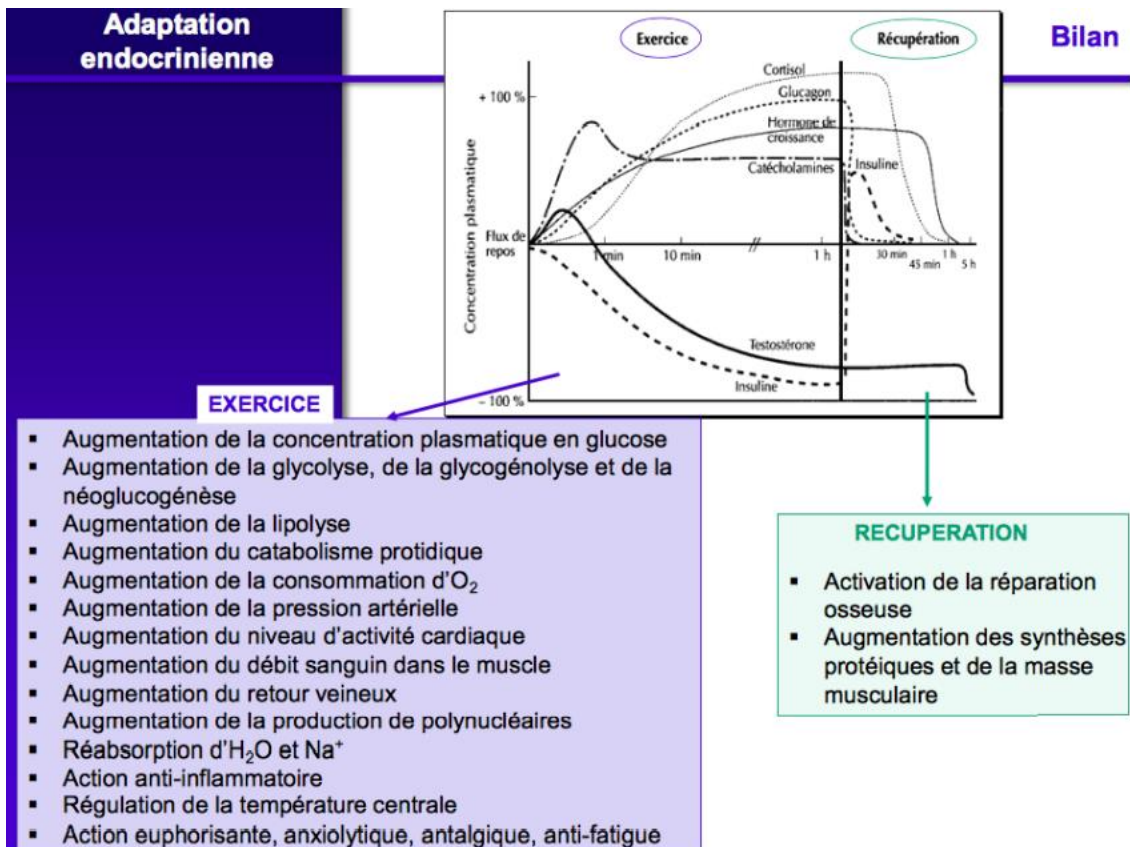 Adaptation
endocrinienne
Bilan
Exercice
Récupération
Concentration plasmatique
+ 100 %
Flux de
repos
– 100 %
Cortisol
Glucagon
Hormone de
croissance
Catécholamines
Insuline
1 min
10 min
//
1 h
30 min
45 min
1 h
5 h
Testostérone
Insuline
EXERCICE
▪ Augmentation de la concentration plasmatique en glucose
▪ Augmentation de la glycolyse, de la glycogénolyse et de la
néoglucogénèse
▪ Augmentation de la lipolyse
▪ Augmentation du catabolisme protidique
▪ Augmentation de la consommation d'O₂
▪ Augmentation de la pression artérielle
▪ Augmentation du niveau d'activité cardiaque
▪ Augmentation du débit sanguin dans le muscle
▪ Augmentation du retour veineux
▪ Augmentation de la production de polynucléaires
▪ Réabsorption d'H₂O et Na⁺
▪ Action anti-inflammatoire
▪ Régulation de la température centrale
▪ Action euphorisante, anxiolytique, antalgique, anti-fatigue
RECUPERATION
▪ Activation de la réparation
osseuse
▪ Augmentation des synthèses
protéiques et de la masse
musculaire